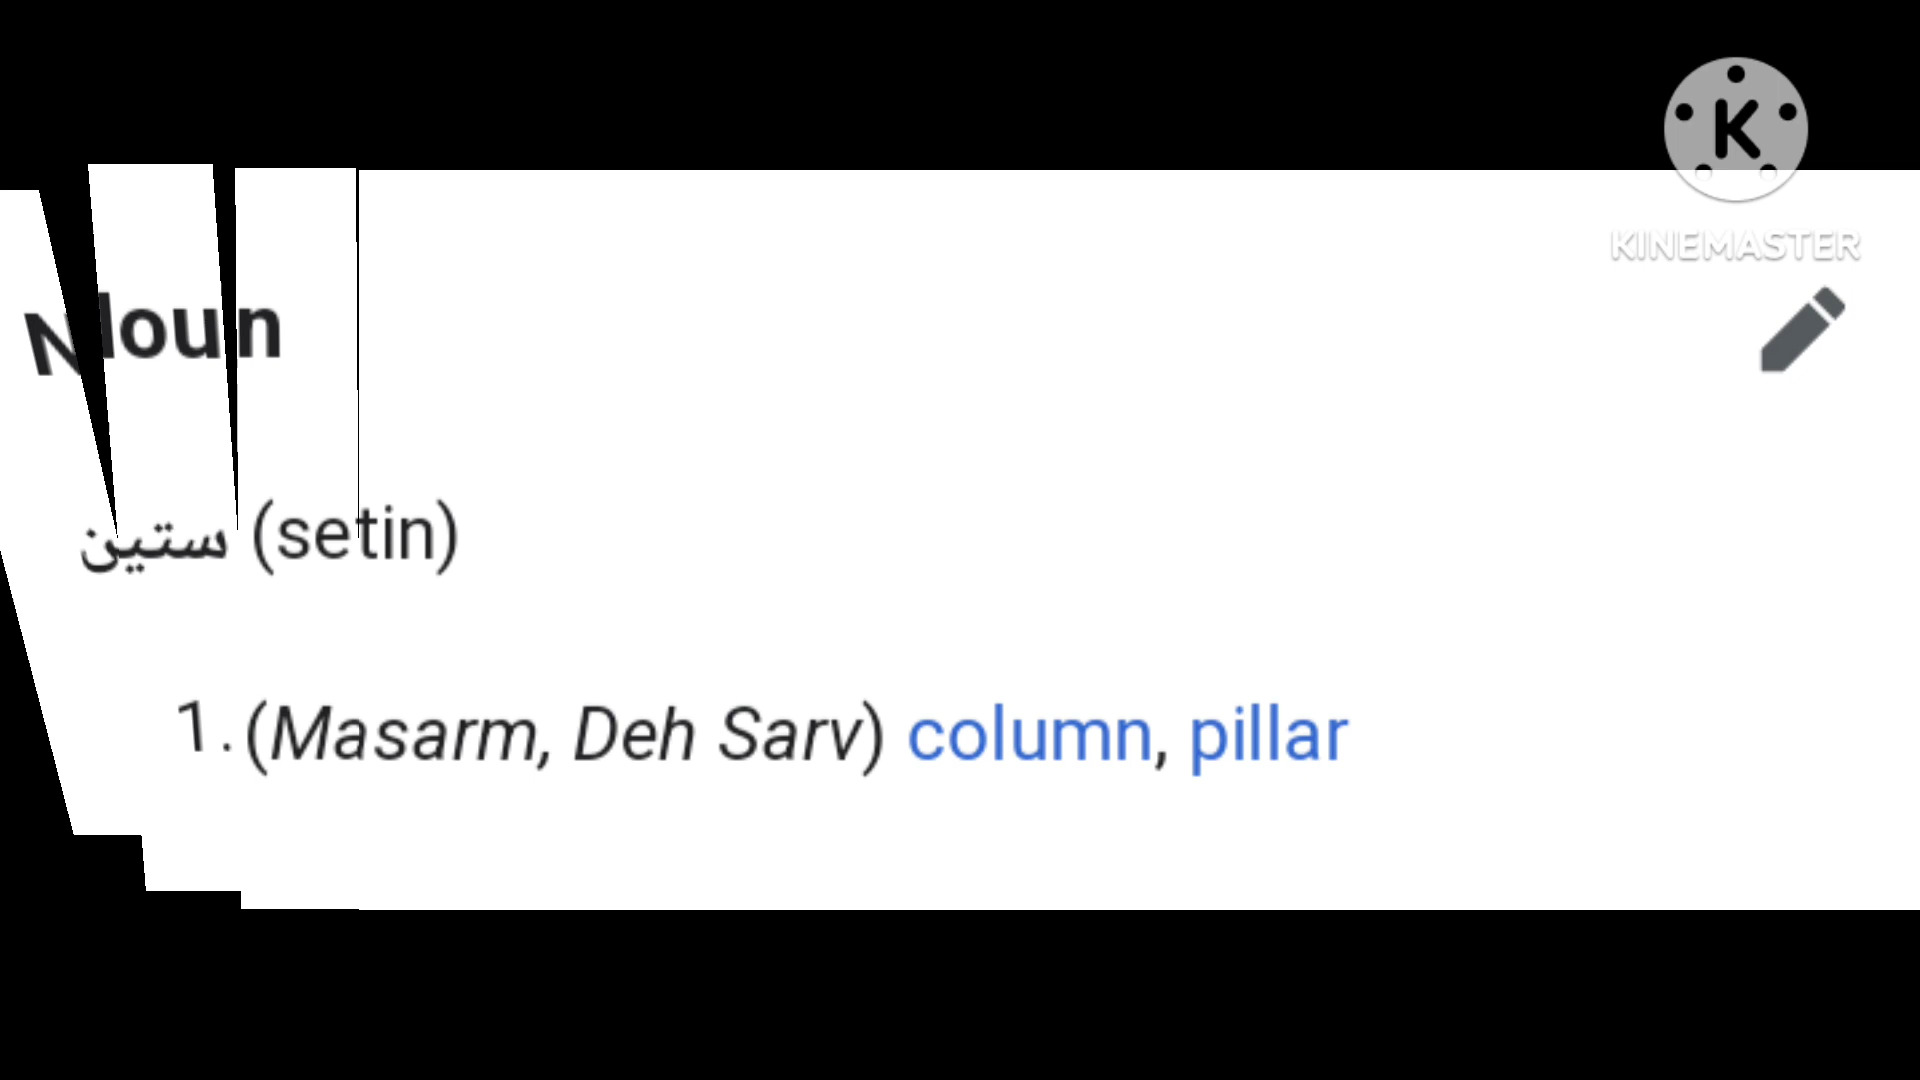 K
KINEMASTER
Noun
ستین (setin)
1. (Masarm, Deh Sarv) column, pillar